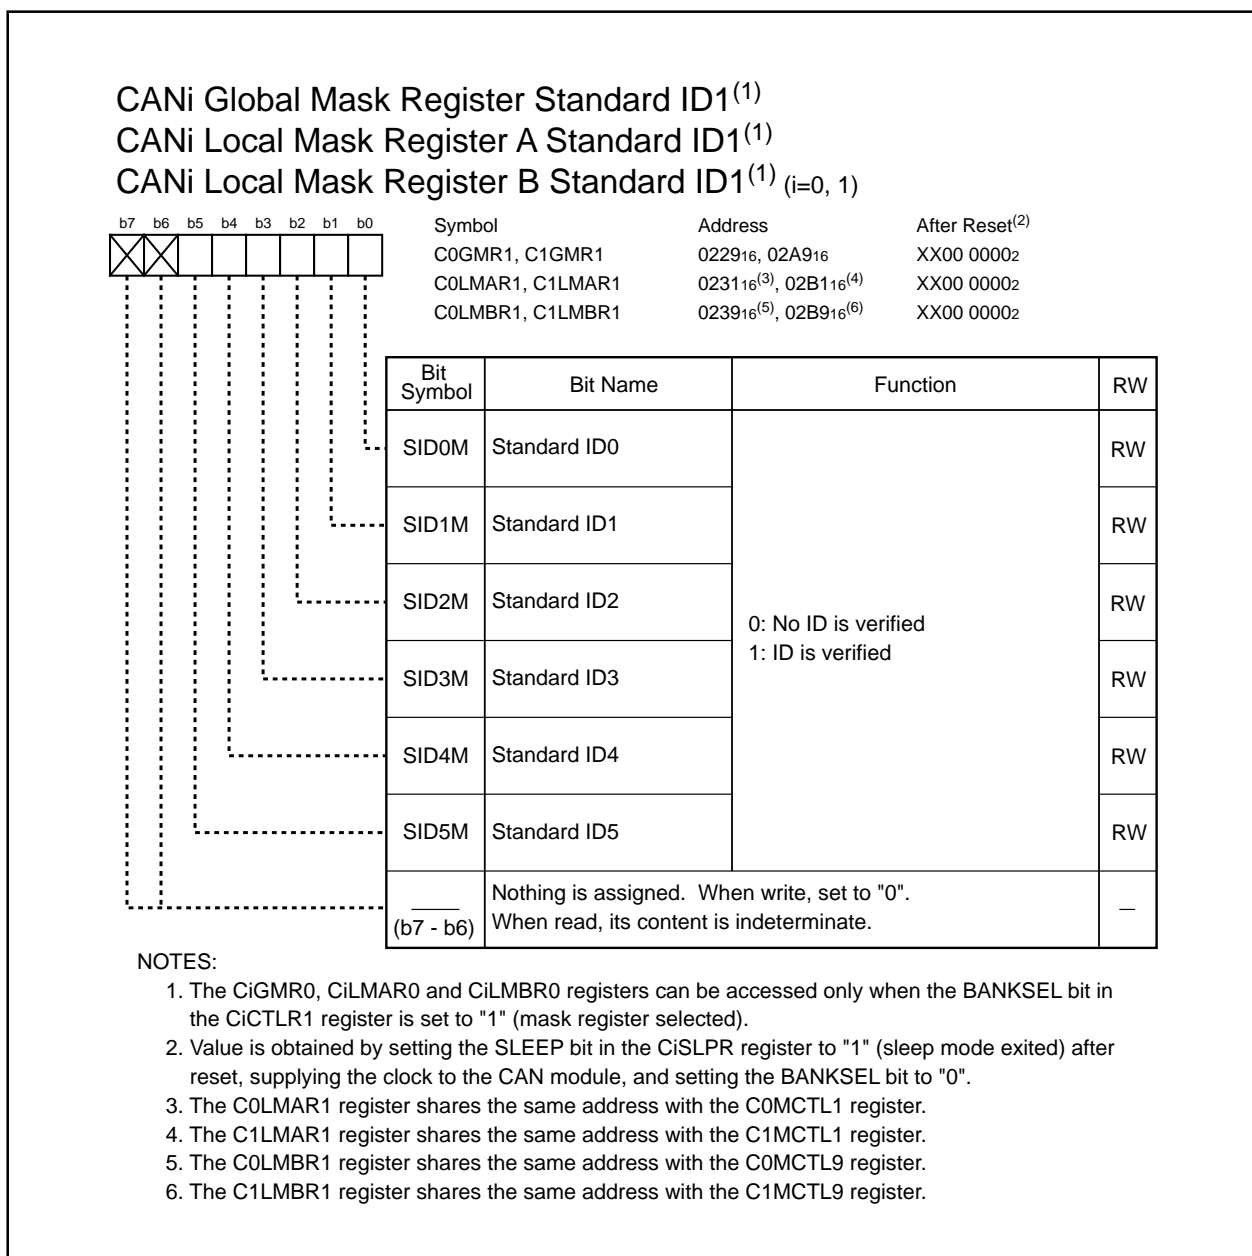 CANi Global Mask Register Standard ID1(1)
CANi Local Mask Register A Standard ID1(1)
CANi Local Mask Register B Standard ID1(1) (i=0, 1)
b7 b6 b5 b4 b3 b2 b1 b0
Symbol Address After Reset(2)
C0GMR1, C1GMR1 022916, 02A916 XX00 00002
C0LMAR1, C1LMAR1 023116(3), 02B116(4) XX00 00002
C0LMBR1, C1LMBR1 023916(5), 02B916(6) XX00 00002
Bit Symbol Bit Name Function RW
SID0M Standard ID0 RW
SID1M Standard ID1 RW
SID2M Standard ID2 RW
0: No ID is verified
1: ID is verified
SID3M Standard ID3 RW
SID4M Standard ID4 RW
SID5M Standard ID5 RW
Nothing is assigned. When write, set to "0".
(b7 - b6) When read, its content is indeterminate. —
NOTES:
1. The CiGMR0, CiLMAR0 and CiLMBR0 registers can be accessed only when the BANKSEL bit in
the CiCTLR1 register is set to "1" (mask register selected).
2. Value is obtained by setting the SLEEP bit in the CiSLPR register to "1" (sleep mode exited) after
reset, supplying the clock to the CAN module, and setting the BANKSEL bit to "0".
3. The C0LMAR1 register shares the same address with the C0MCTL1 register.
4. The C1LMAR1 register shares the same address with the C1MCTL1 register.
5. The C0LMBR1 register shares the same address with the C0MCTL9 register.
6. The C1LMBR1 register shares the same address with the C1MCTL9 register.